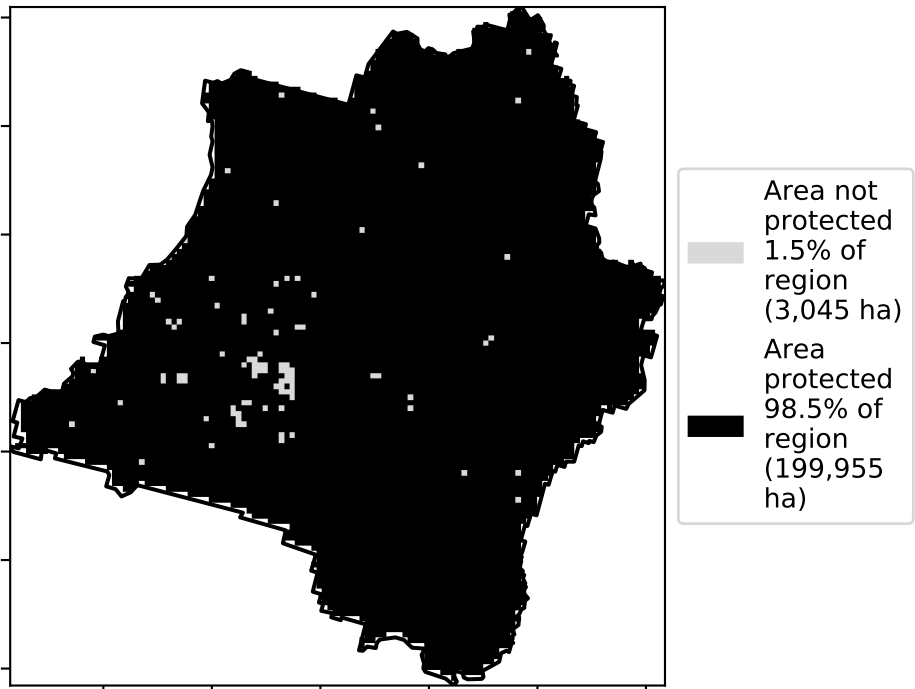 Area not
protected
1.5% of
region
(3,045 ha)
Area
protected
98.5% of
region
(199,955
ha)